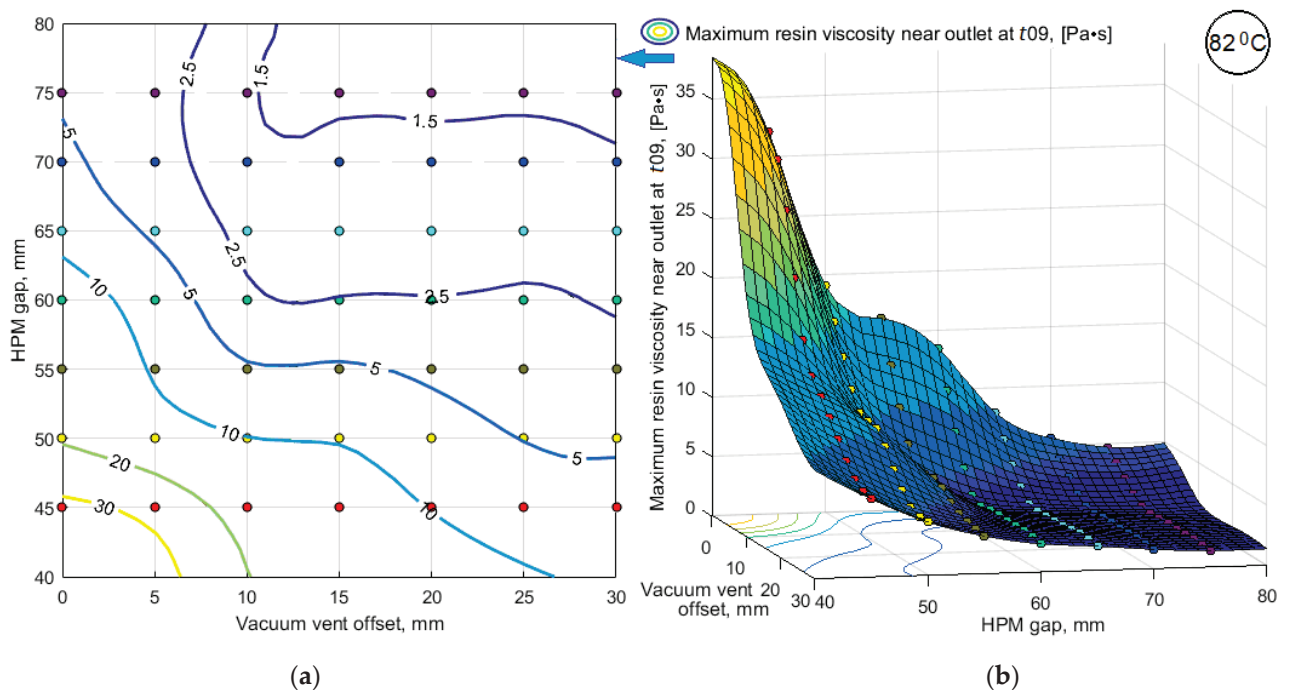 Maximum resin viscosity near outlet at t09, [Pa•s]
82 ⁰C
80
75
70
65
60
55
50
45
40
HPM gap, mm
0 5 10 15 20 25 30
Vacuum vent offset, mm
2.5
1.5
1.5
5
2.5
2.5
10
5
5
10
5
20
30
10
(a)
Maximum resin viscosity near outlet at t09, [Pa•s]
35
30
25
20
15
10
5
0
0
10
20
30
Vacuum vent
offset, mm
40 50 60 70 80
HPM gap, mm
(b)